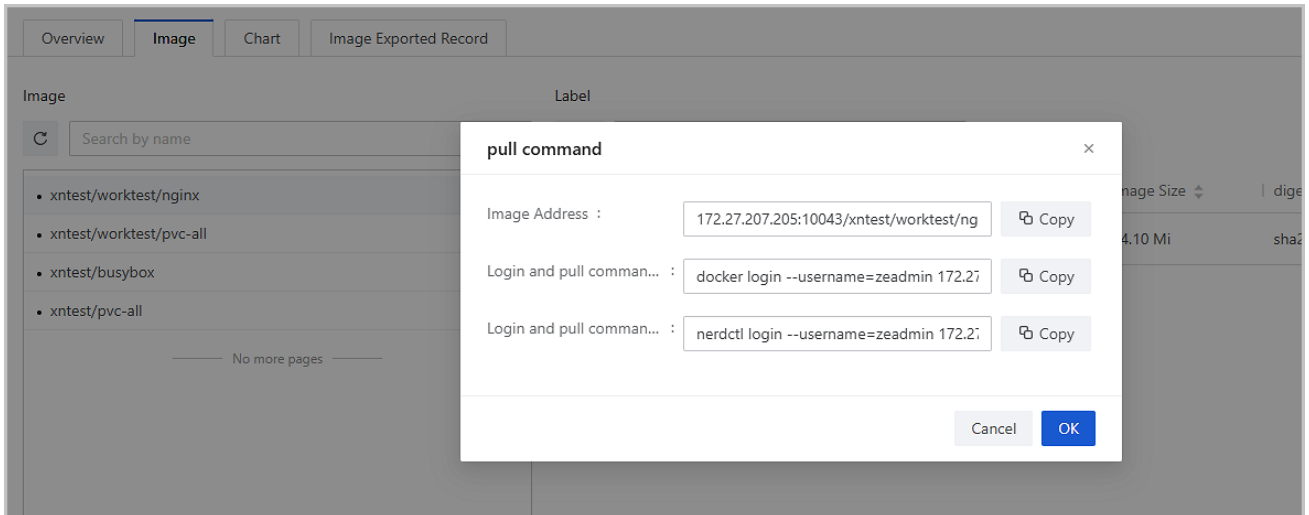 Overview Image Chart Image Exported Record
Image Label
Search by name
pull command
xntest/worktest/nginx
xntest/worktest/pvc-all
xntest/busybox
xntest/pvc-all
No more pages
Image Address :
172.27.207.205:10043/xntest/worktest/ng
Copy
Login and pull comman... :
docker login --username=zeadmin 172.27
Copy
Login and pull comman... :
nerdctl login --username=zeadmin 172.27
Copy
Cancel OK
Size
4.10 Mi